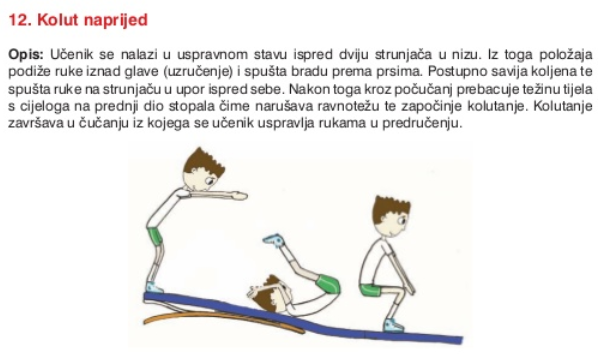 12. Kolut naprijed
Opis: Učenik se nalazi u uspravnom stavu ispred dviju strunjača u nizu. Iz toga položaja
podiže ruke iznad glave (uzručenje) i spušta bradu prema prsima. Postupno savija koljena te
spušta ruke na strunjaču u upor ispred sebe. Nakon toga kroz počučanj prebacuje težinu tijela
s cijeloga na prednji dio stopala čime narušava ravnotežu te započinje kolutanje. Kolutanje
završava u čučanju iz kojega se učenik uspravlja rukama u predručenju.